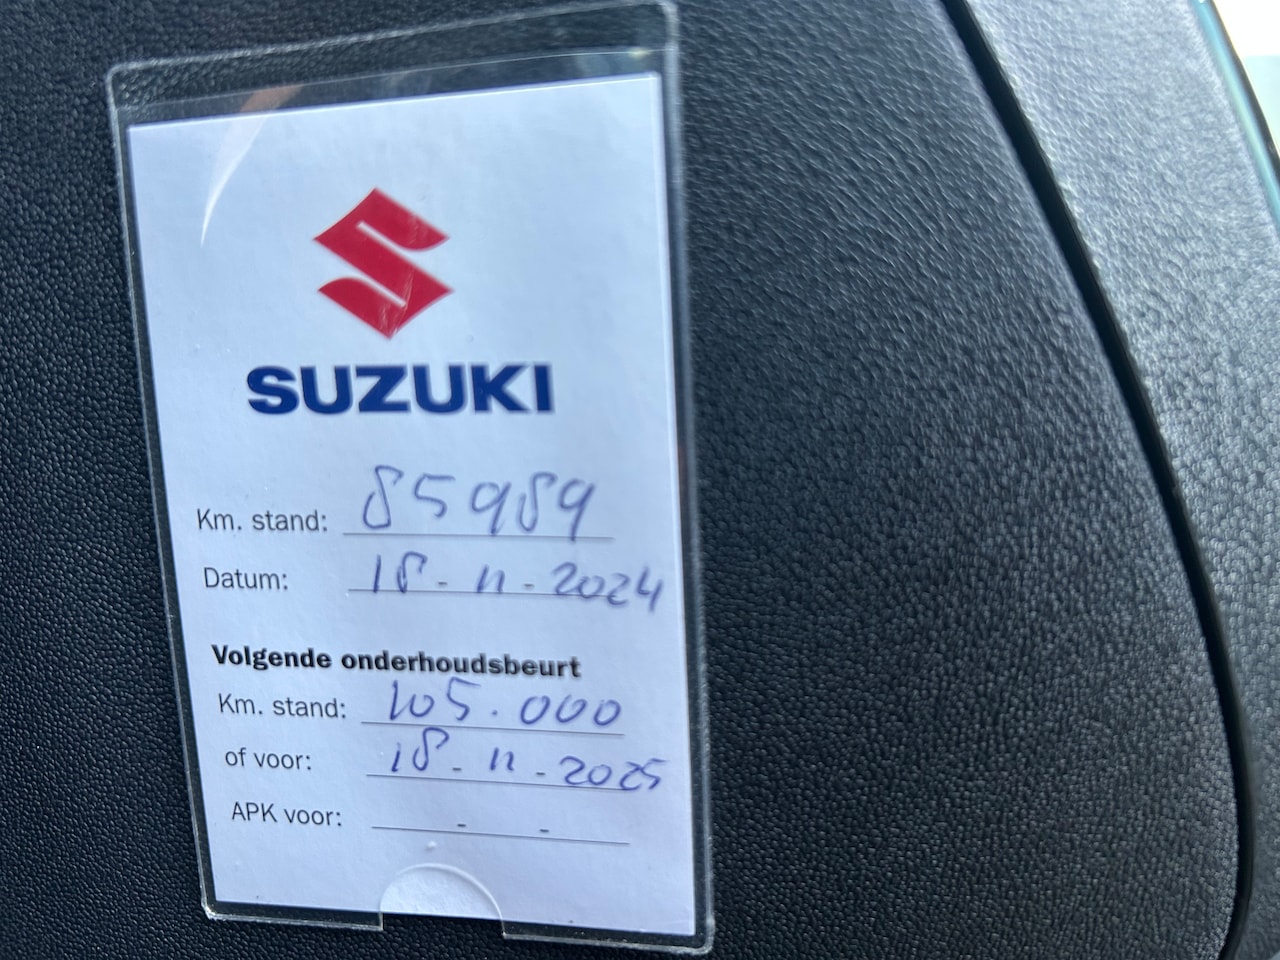 SUZUKI
Km. stand: 85989
Datum: 18-11-2024
Volgende onderhoudsbeurt
Km. stand: 105.000
of voor: 18-11-2025
APK voor: - -